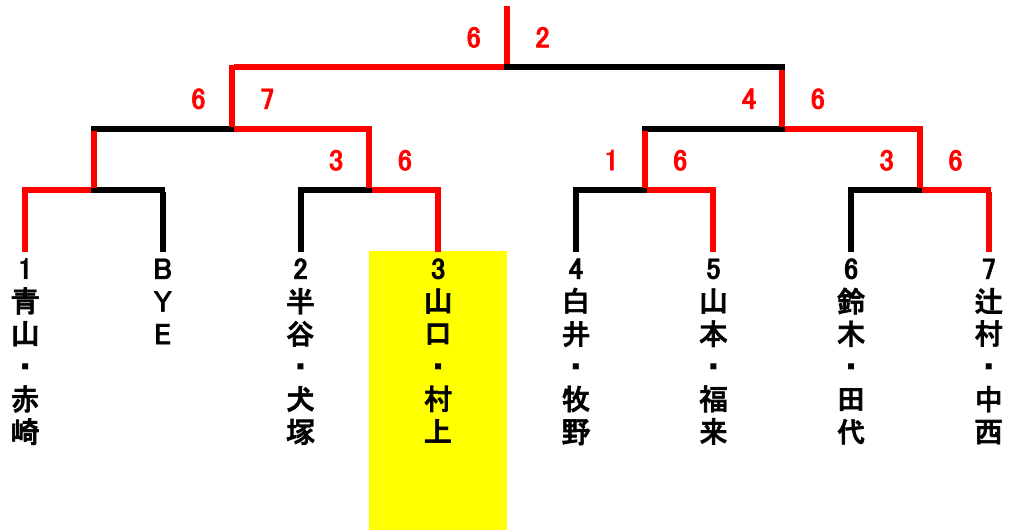 6 2
6 7 4 6
3 6 1 6 3 6
1青山・赤崎
BYE
2半谷・犬塚
3山口・村上
4白井・牧野
5山本・福来
6鈴木・田代
7辻村・中西